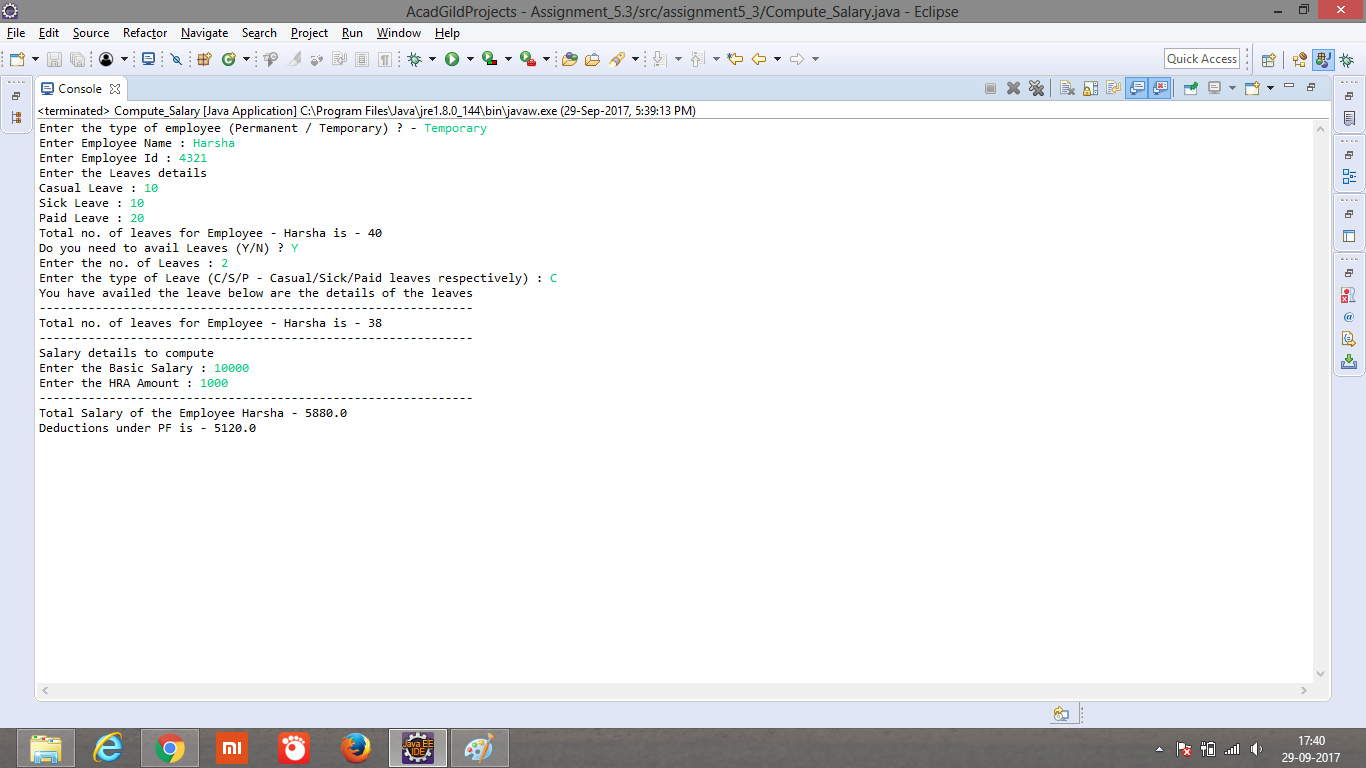 AcadGildProjects - Assignment_5.3/src/assignment5_3/Compute_Salary.java - Eclipse
File Edit Source Refactor Navigate Search Project Run Window Help
Quick Access
Console
<terminated> Compute_Salary [Java Application] C:\Program Files\Java\jre1.8.0_144\bin\javaw.exe (29-Sep-2017, 5:39:13 PM)
Enter the type of employee (Permanent / Temporary) ? - Temporary
Enter Employee Name : Harsha
Enter Employee Id : 4321
Enter the Leaves details
Casual Leave : 10
Sick Leave : 10
Paid Leave : 20
Total no. of leaves for Employee - Harsha is - 40
Do you need to avail Leaves (Y/N) ? Y
Enter the no. of Leaves : 2
Enter the type of Leave (C/S/P - Casual/Sick/Paid leaves respectively) : C
You have availed the leave below are the details of the leaves
--------------------------------------------------------------
Total no. of leaves for Employee - Harsha is - 38
--------------------------------------------------------------
Salary details to compute
Enter the Basic Salary : 10000
Enter the HRA Amount : 1000
--------------------------------------------------------------
Total Salary of the Employee Harsha - 5880.0
Deductions under PF is - 5120.0
mi
Java EE
IDE
17:40
29-09-2017